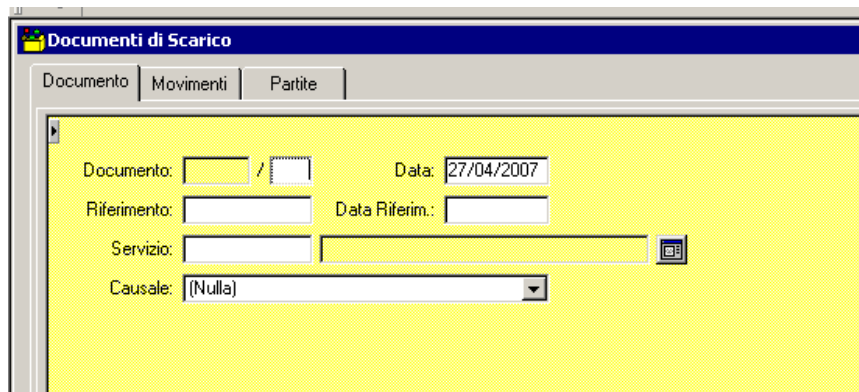 Documenti di Scarico
Documento Movimenti Partite
Documento: / Data: 27/04/2007
Riferimento: Data Riferim.:
Servizio:
Causale: (Nulla)